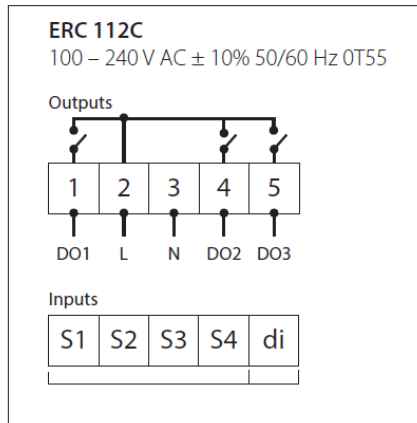 ERC 112C
100 – 240 V AC ± 10% 50/60 Hz 0T55
Outputs
1 2 3 4 5
DO1 L N DO2 DO3
Inputs
S1 S2 S3 S4 di